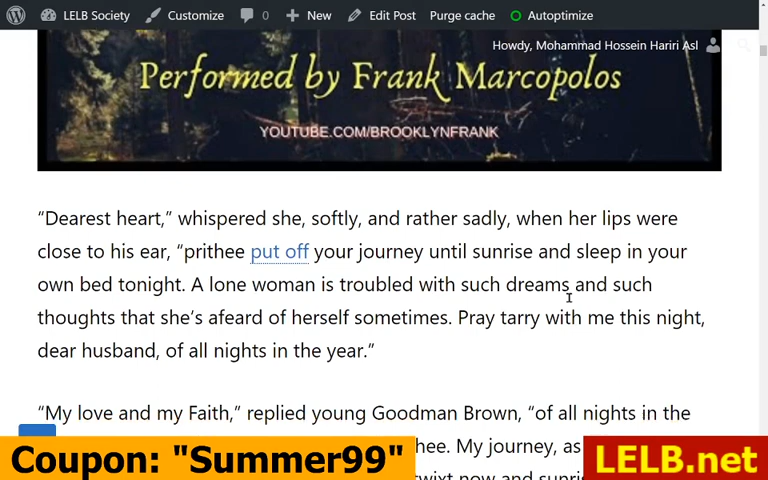 LELB Society Customize 0 New Edit Post Purge cache Autoptimize
Howdy, Mohammad Hossein Hariri Asl
Performed by Frank Marcopolos
YOUTUBE.COM/BROOKLYNFRANK
“Dearest heart,” whispered she, softly, and rather sadly, when her lips were
close to his ear, “prithee put off your journey until sunrise and sleep in your
own bed tonight. A lone woman is troubled with such dreams and such
thoughts that she’s afeard of herself sometimes. Pray tarry with me this night,
dear husband, of all nights in the year.”
“My love and my Faith,” replied young Goodman Brown, “of all nights in the
hee. My journey, as
twixt now and sunri
Coupon: "Summer99"
LELB.net